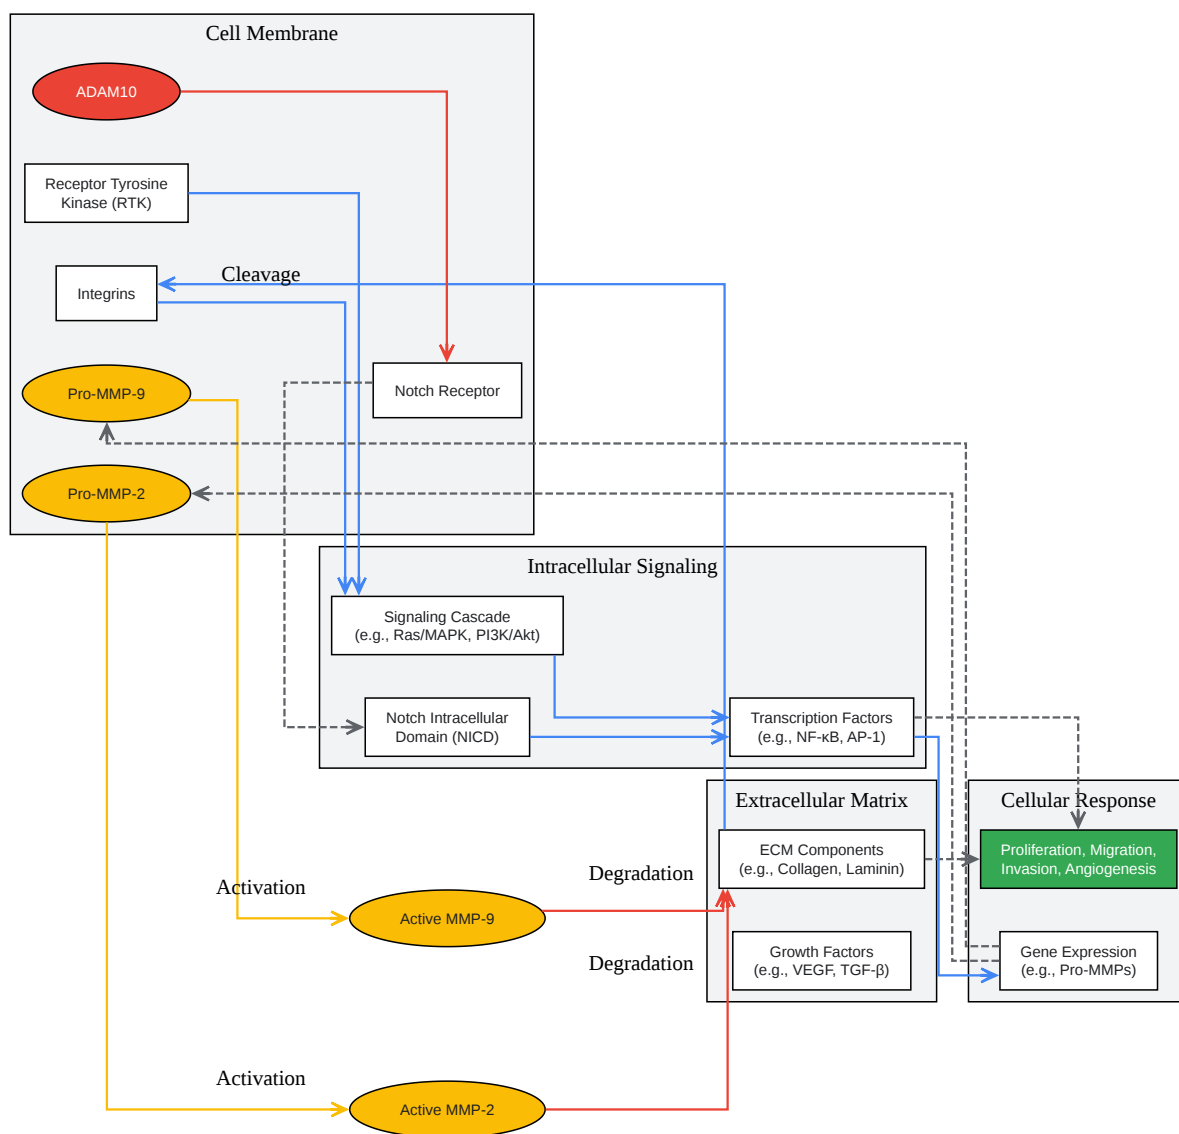 Cell Membrane
ADAM10
Receptor Tyrosine
Kinase (RTK)
Cleavage
Integrins
Pro-MMP-9
Notch Receptor
Pro-MMP-2
Intracellular Signaling
Signaling Cascade
(e.g., Ras/MAPK, PI3K/Akt)
Notch Intracellular
Domain (NICD)
Transcription Factors
(e.g., NF-κB, AP-1)
Extracellular Matrix
Cellular Response
ECM Components
(e.g., Collagen, Laminin)
Proliferation, Migration,
Invasion, Angiogenesis
Activation
Degradation
Active MMP-9
Degradation
Growth Factors
(e.g., VEGF, TGF-β)
Gene Expression
(e.g., Pro-MMPs)
Activation
Active MMP-2